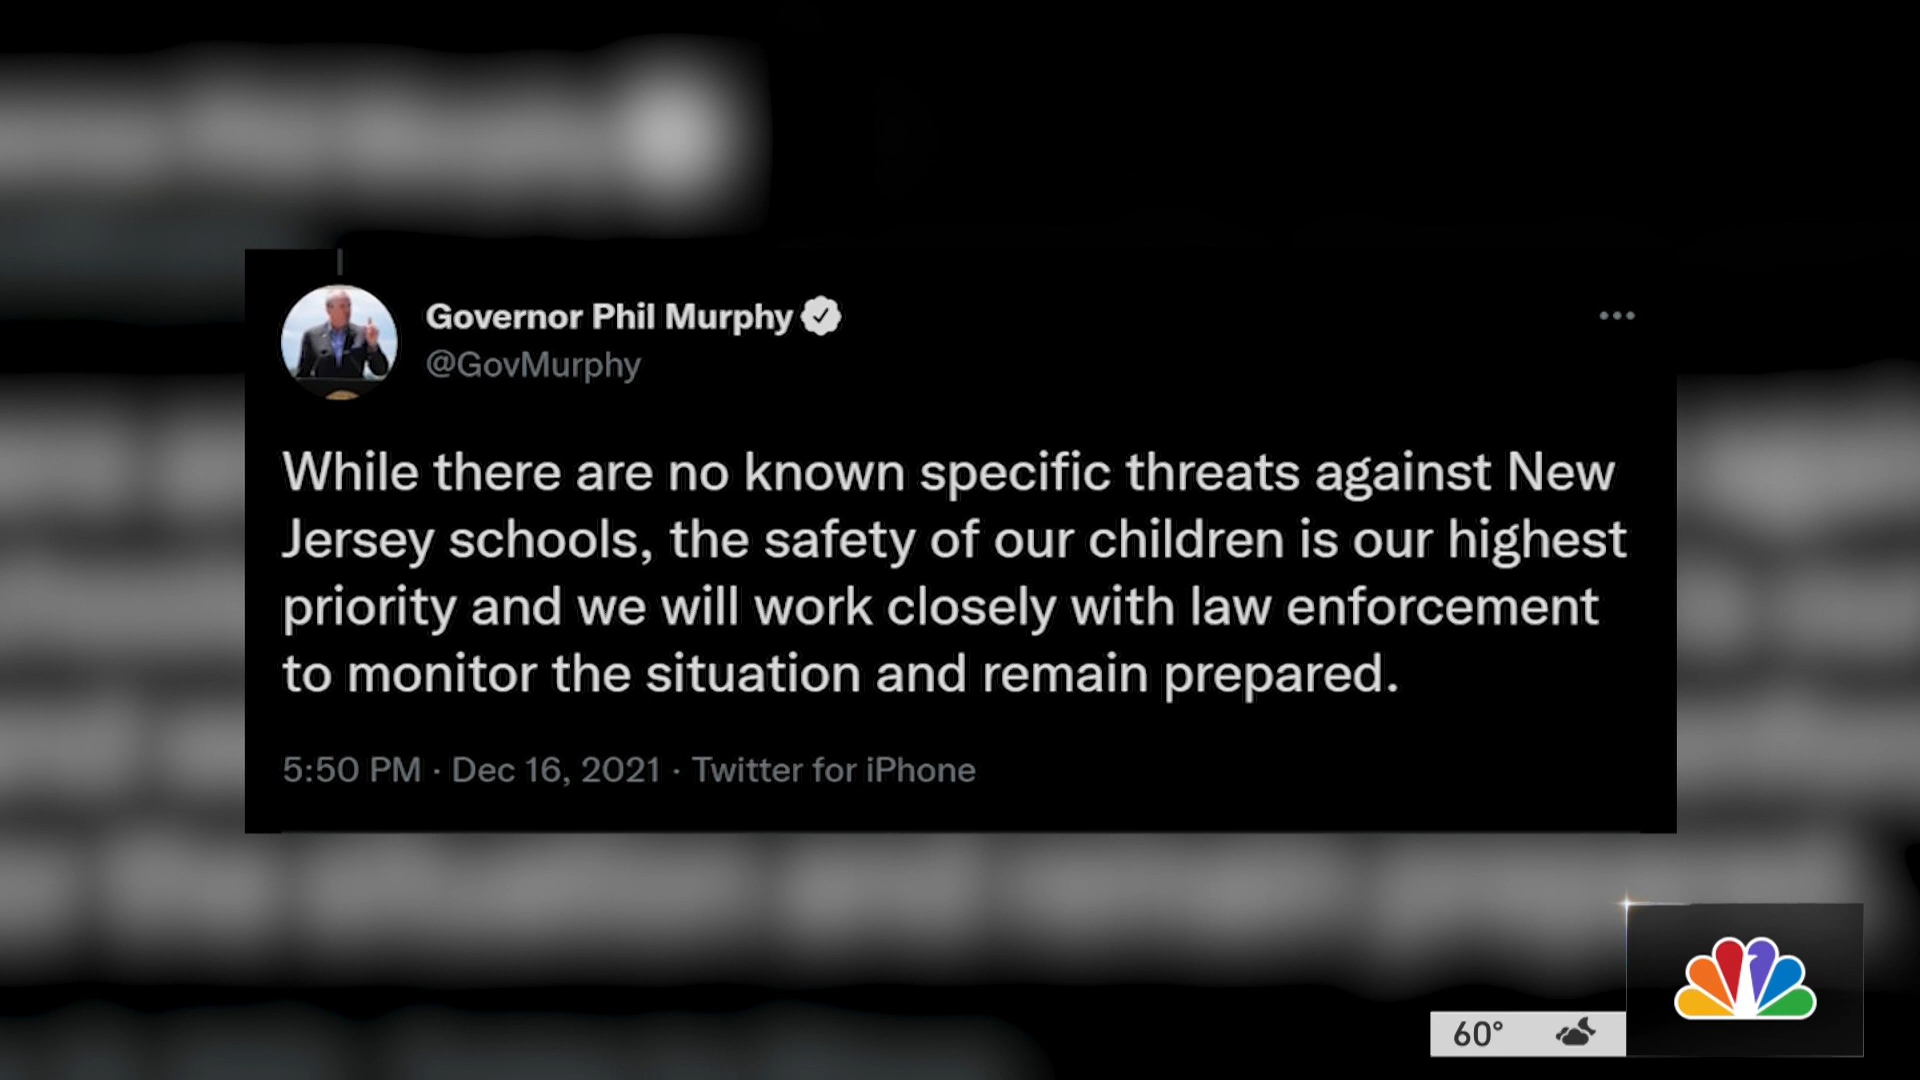 Governor Phil Murphy
@GovMurphy
While there are no known specific threats against New
Jersey schools, the safety of our children is our highest
priority and we will work closely with law enforcement
to monitor the situation and remain prepared.
5:50 PM · Dec 16, 2021 · Twitter for iPhone
60°